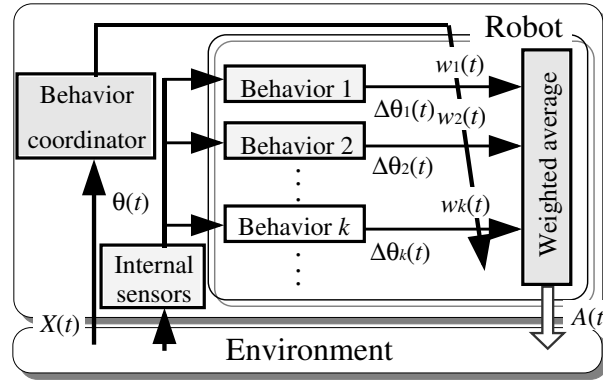 Robot
Behavior
coordinator
Behavior 1
w1(t)
Δθ1(t)
w2(t)
Behavior 2
Δθ2(t)
θ(t)
Behavior k
wk(t)
Δθk(t)
Weighted average
Internal
sensors
X(t)
A(t
Environment